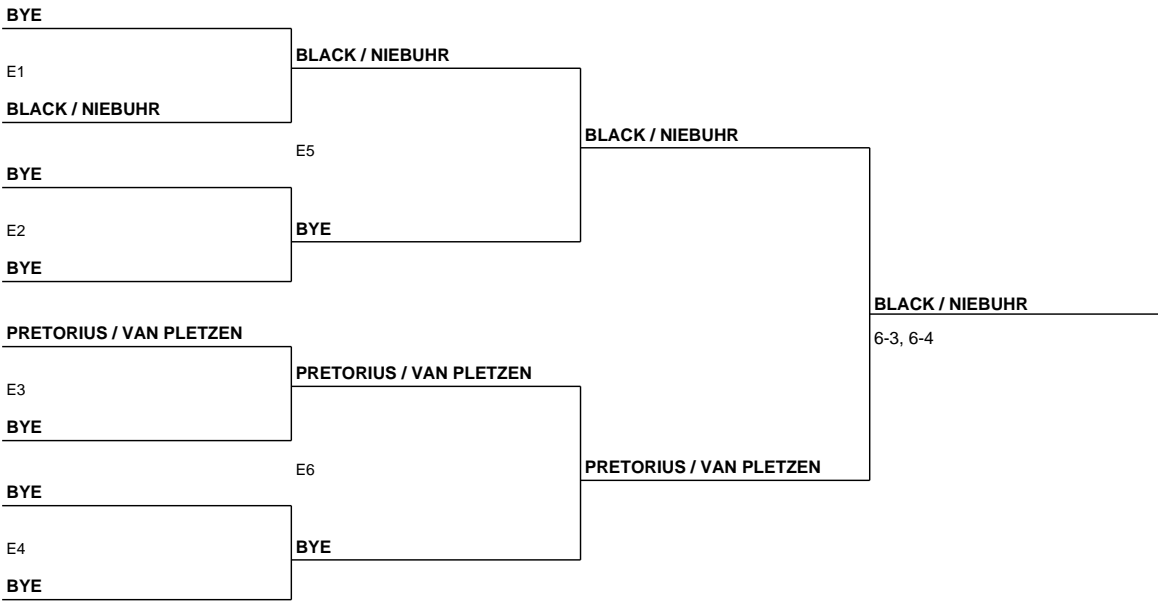 BYE
E1
BLACK / NIEBUHR
BYE
E2
BYE
PRETORIUS / VAN PLETZEN
E3
BYE
BYE
E4
BYE
BLACK / NIEBUHR
E5
BYE
PRETORIUS / VAN PLETZEN
E6
BYE
BLACK / NIEBUHR
PRETORIUS / VAN PLETZEN
BLACK / NIEBUHR
6-3, 6-4